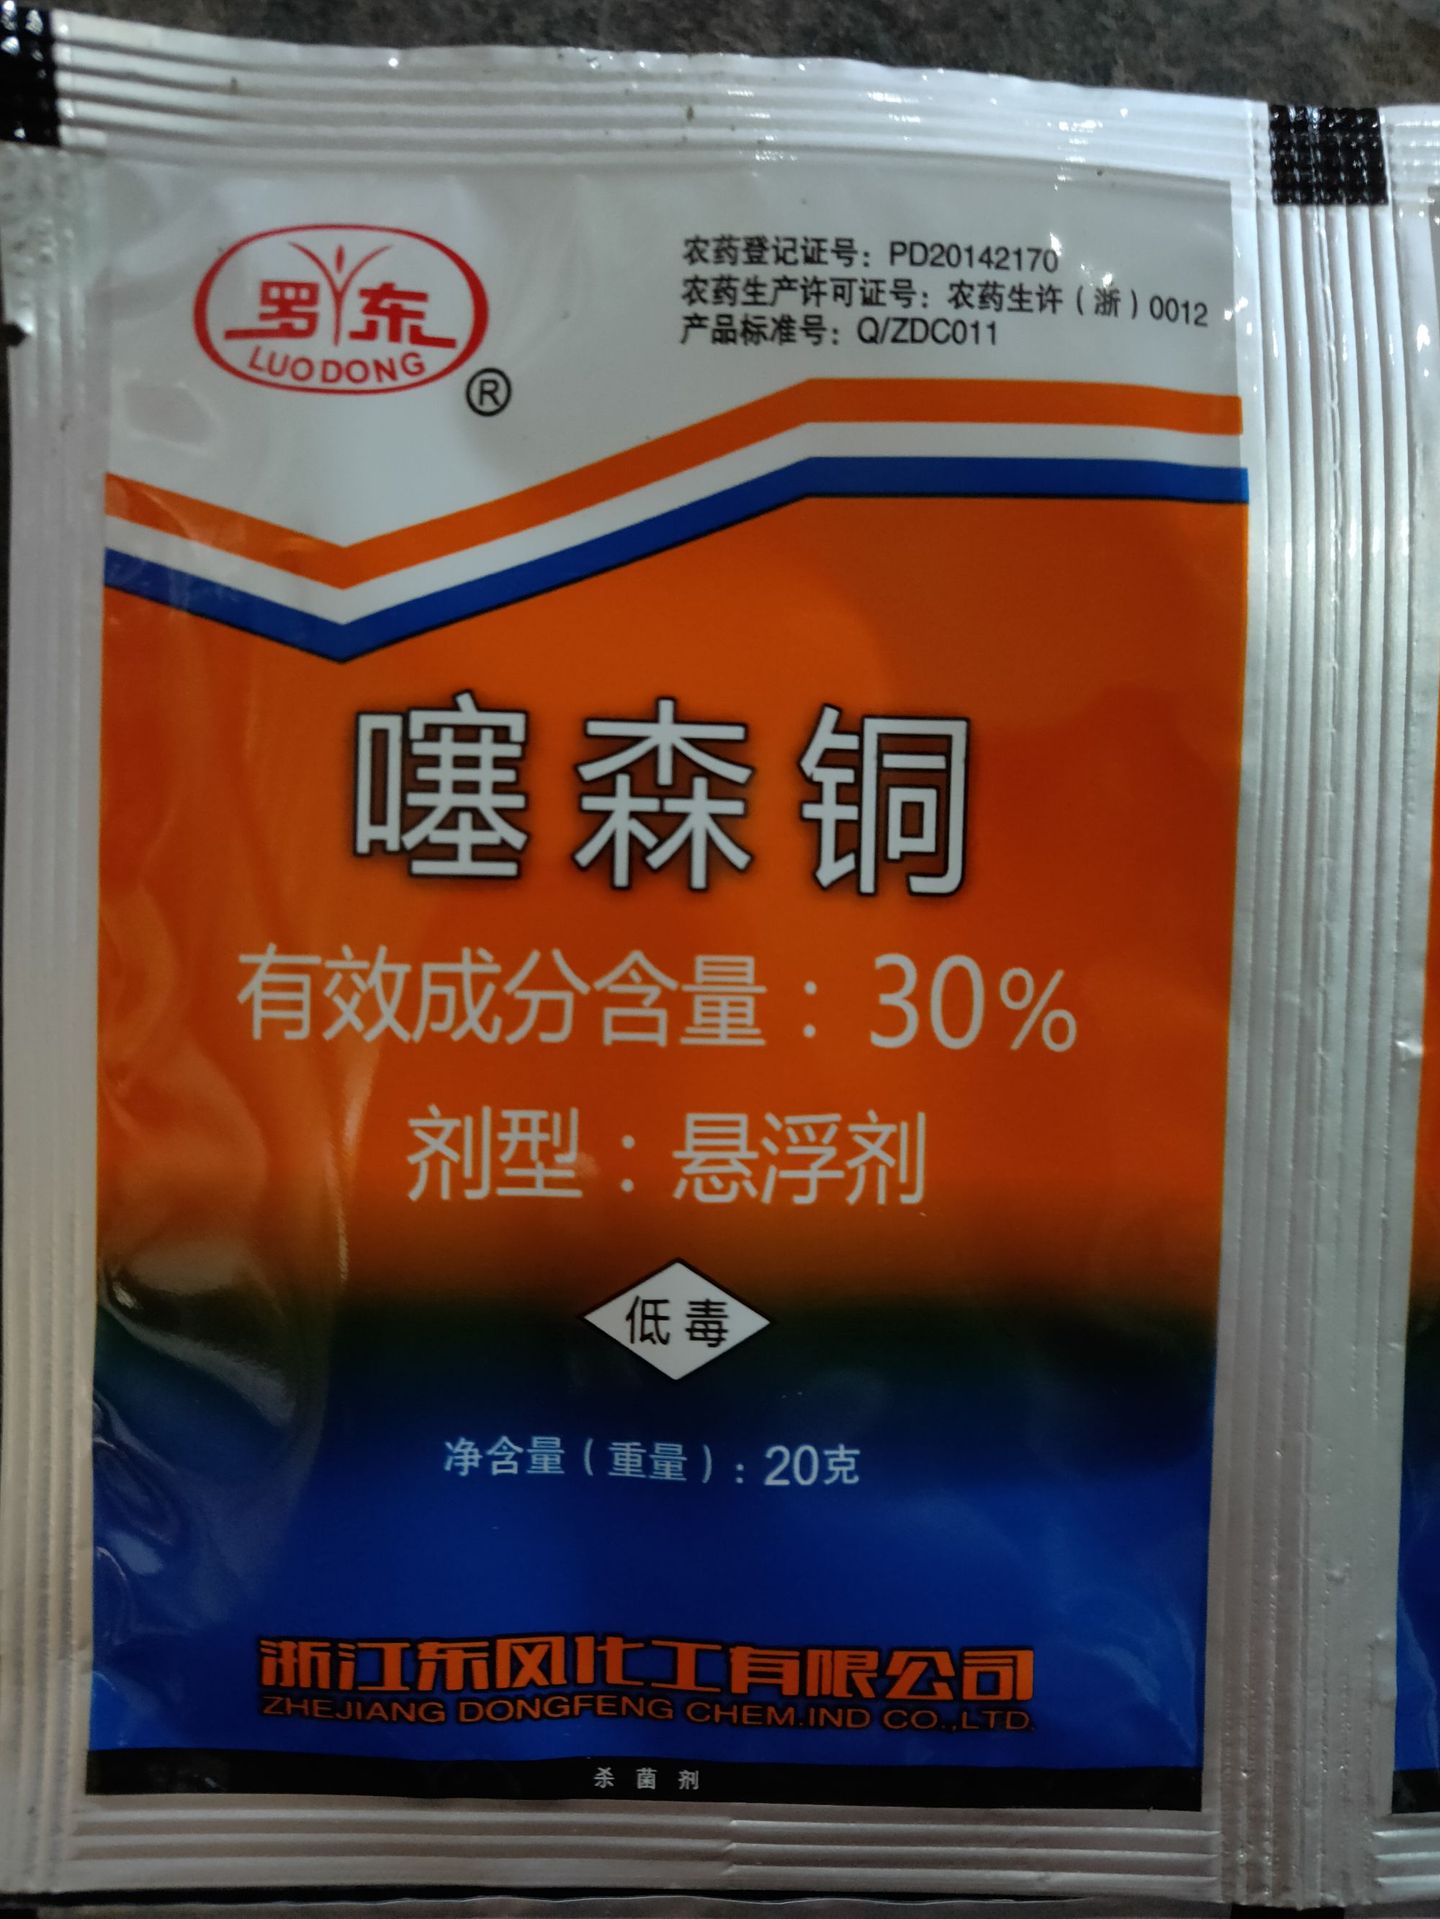 罗东
LUODONG
®
农药登记证号：PD20142170
农药生产许可证号：农药生许（浙）0012
产品标准号：Q/ZDC011
噻森铜
有效成分含量：30%
剂型：悬浮剂
低毒
净含量（重量）：20克
浙江东风化工有限公司
ZHEJIANG DONGFENG CHEM.IND CO.,LTD.
杀菌剂